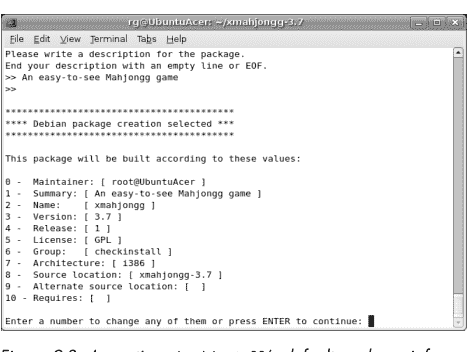 rg@UbuntuAcer: ~/xmahjongg-3.7
File Edit View Terminal Tabs Help
Please write a description for the package.
End your description with an empty line or EOF.
>> An easy-to-see Mahjongg game
>>
*****************************************
**** Debian package creation selected ***
*****************************************
This package will be built according to these values:
0 - Maintainer: [ root@UbuntuAcer ]
1 - Summary: [ An easy-to-see Mahjongg game ]
2 - Name: [ xmahjongg ]
3 - Version: [ 3.7 ]
4 - Release: [ 1 ]
5 - License: [ GPL ]
6 - Group: [ checkinstall ]
7 - Architecture: [ i386 ]
8 - Source location: [ xmahjongg-3.7 ]
9 - Alternate source location: [ ]
10 - Requires: [ ]
Enter a number to change any of them or press ENTER to continue: